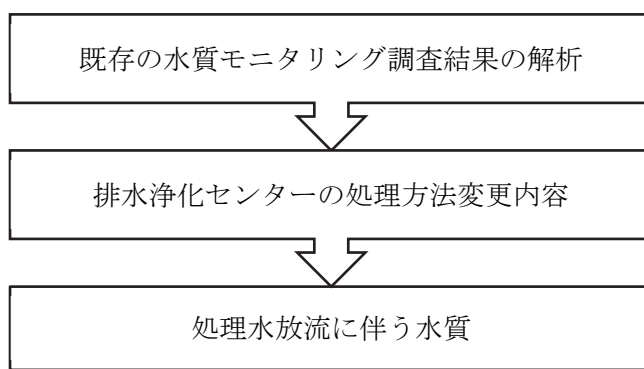 既存の水質モニタリング調査結果の解析
排水浄化センターの処理方法変更内容
処理水放流に伴う水質